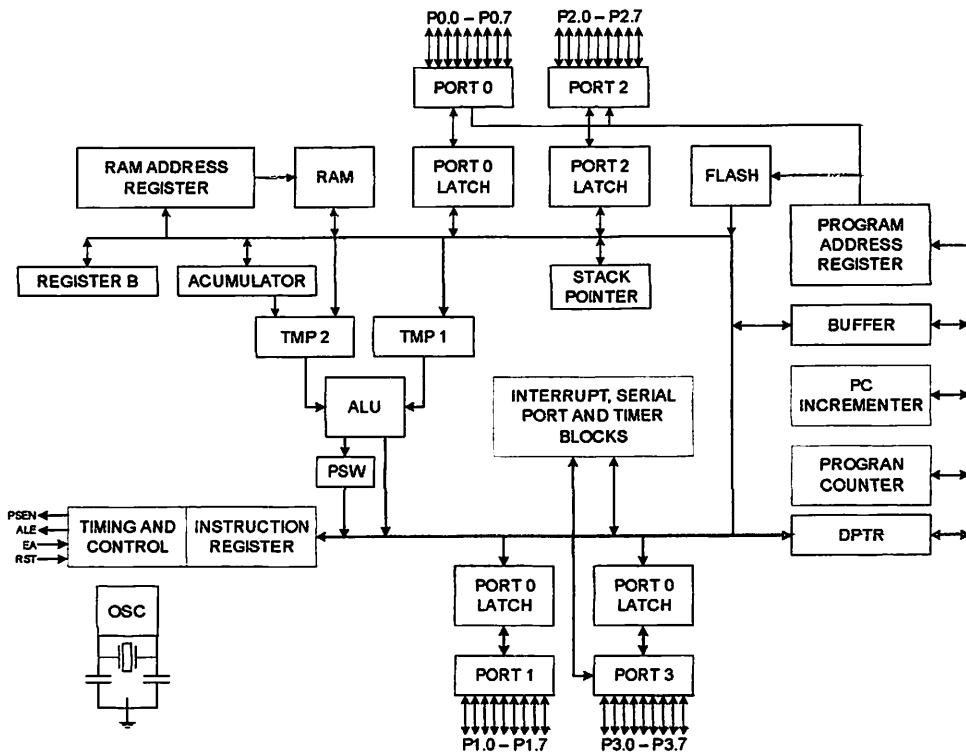 P0.0 – P0.7
P2.0 – P2.7
PORT 0
PORT 2
RAM ADDRESS
REGISTER
RAM
PORT 0
LATCH
PORT 2
LATCH
FLASH
PROGRAM
ADDRESS
REGISTER
REGISTER B
ACUMULATOR
STACK
POINTER
TMP 2
TMP 1
BUFFER
ALU
INTERRUPT, SERIAL
PORT AND TIMER
BLOCKS
PC
INCREMENTER
PSW
PROGRAN
COUNTER
PSEN
ALE
EA
RST
TIMING AND
CONTROL
INSTRUCTION
REGISTER
DPTR
OSC
PORT 0
LATCH
PORT 0
LATCH
PORT 1
PORT 3
P1.0 – P1.7
P3.0 – P3.7